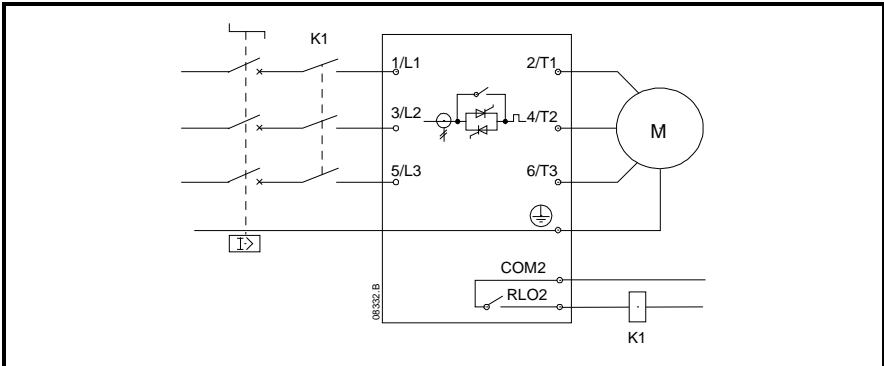 K1
1/L1
2/T1
3/L2
4/T2
M
5/L3
6/T3
I>
COM2
RLO2
08332.B
K1